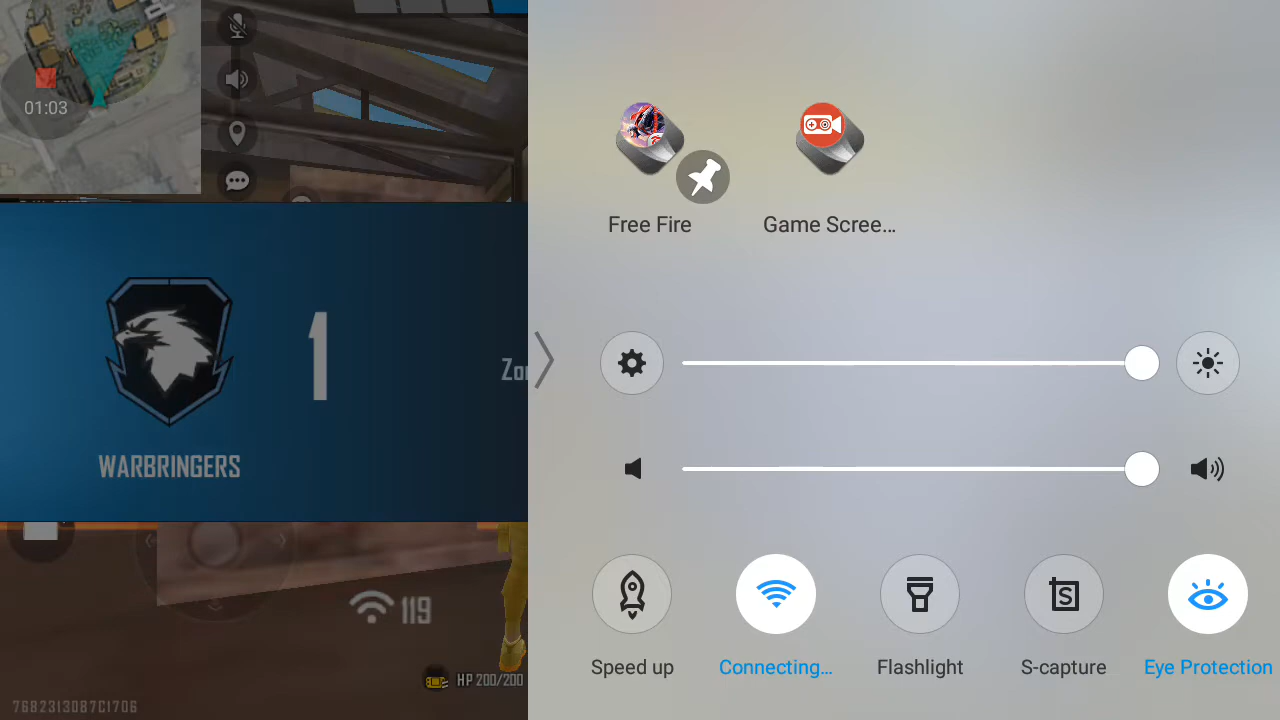 01:03
1
Zo
WARBRINGERS
119
HP 200/200
76823130B7C1706
Free Fire
Game Scree...
Speed up
Connecting...
Flashlight
S-capture
Eye Protection